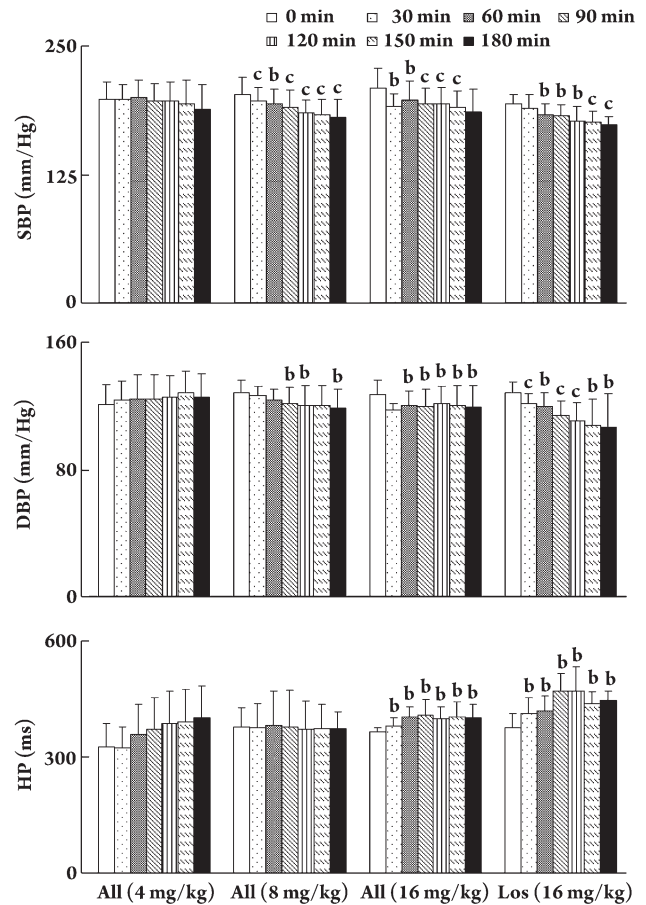 0 min 30 min 60 min 90 min
120 min 150 min 180 min
250
125
0
SBP (mm/Hg)
c b c c c c
b b c c c c
b b b c c
160
80
0
DBP (mm/Hg)
b b b
b b b b b
c b c c b b
600
300
0
HP (ms)
b b b b b b
b b b b b b
All (4 mg/kg) All (8 mg/kg) All (16 mg/kg) Los (16 mg/kg)